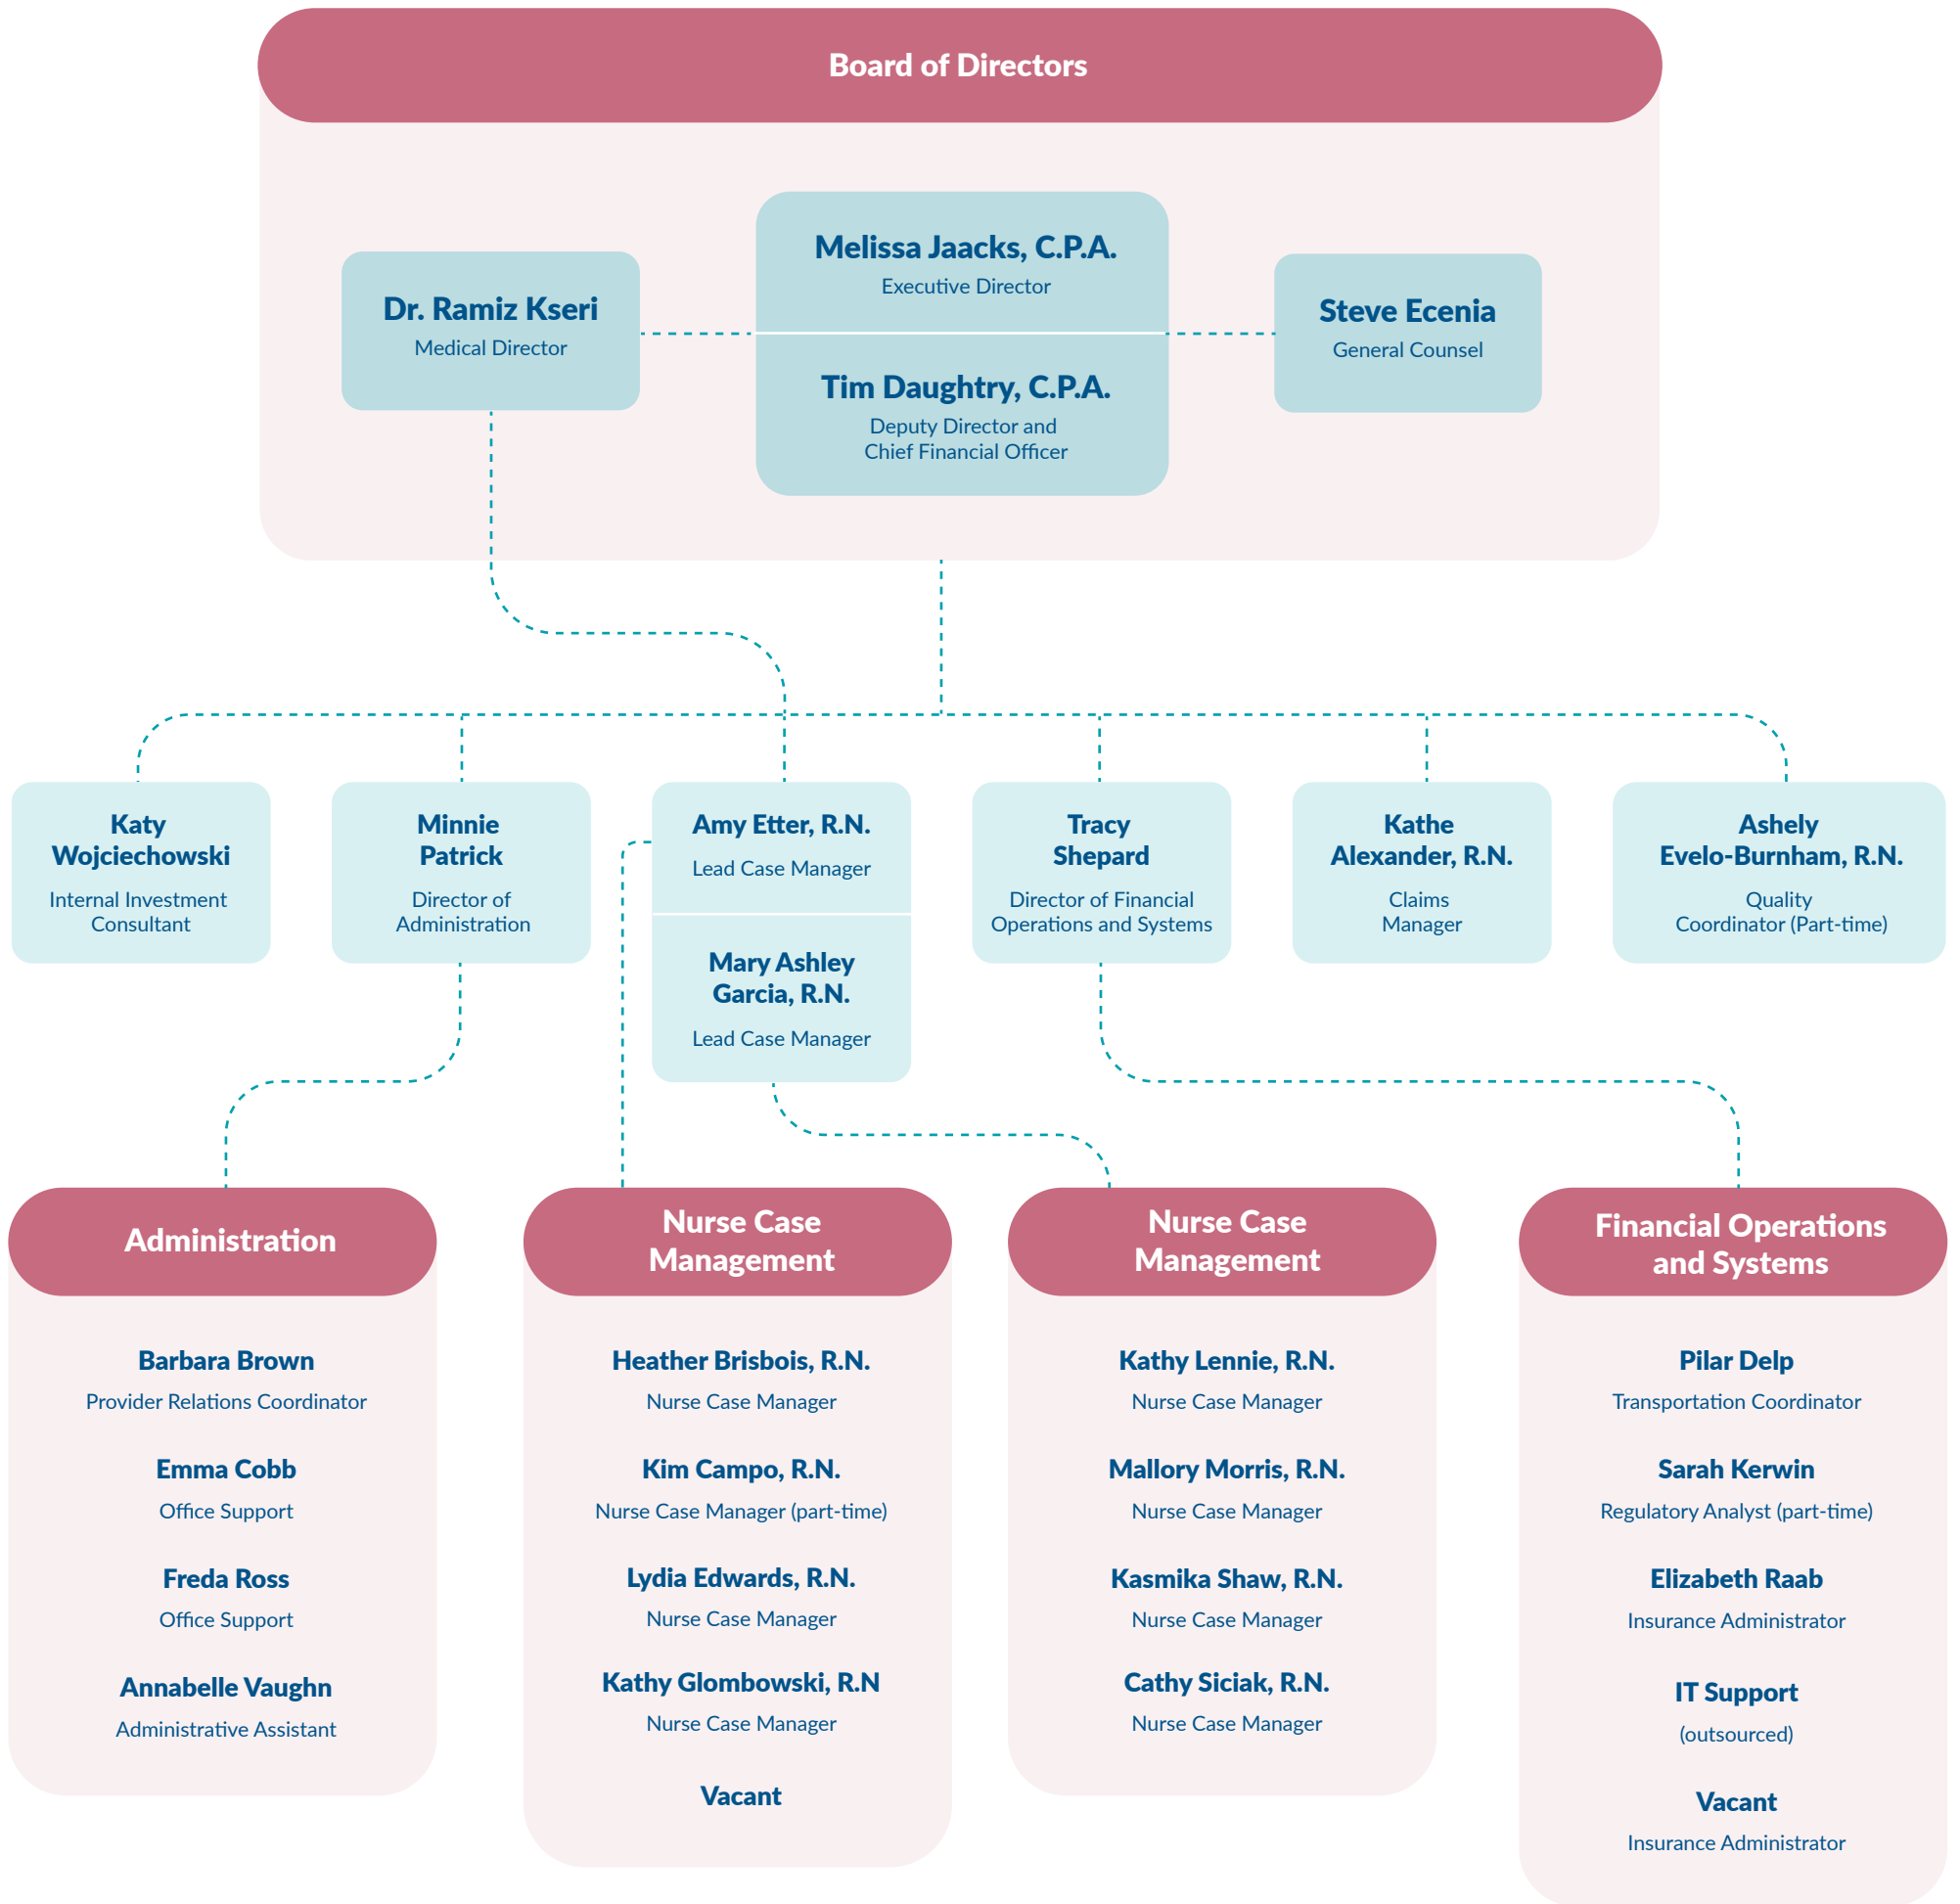 Board of Directors
Dr. Ramiz Kseri
Medical Director
Melissa Jaacks, C.P.A.
Executive Director
Tim Daughtry, C.P.A.
Deputy Director and
Chief Financial Officer
Steve Ecenia
General Counsel
Katy
Wojciechowski
Internal Investment
Consultant
Minnie
Patrick
Director of
Administration
Amy Etter, R.N.
Lead Case Manager
Mary Ashley
Garcia, R.N.
Lead Case Manager
Tracy
Shepard
Director of Financial
Operations and Systems
Kathe
Alexander, R.N.
Claims
Manager
Ashely
Evelo-Burnham, R.N.
Quality
Coordinator (Part-time)
Administration
Barbara Brown
Provider Relations Coordinator
Emma Cobb
Office Support
Freda Ross
Office Support
Annabelle Vaughn
Administrative Assistant
Nurse Case
Management
Heather Brisbois, R.N.
Nurse Case Manager
Kim Campo, R.N.
Nurse Case Manager (part-time)
Lydia Edwards, R.N.
Nurse Case Manager
Kathy Glombowski, R.N
Nurse Case Manager
Vacant
Nurse Case
Management
Kathy Lennie, R.N.
Nurse Case Manager
Mallory Morris, R.N.
Nurse Case Manager
Kasmika Shaw, R.N.
Nurse Case Manager
Cathy Siciak, R.N.
Nurse Case Manager
Financial Operations
and Systems
Pilar Delp
Transportation Coordinator
Sarah Kerwin
Regulatory Analyst (part-time)
Elizabeth Raab
Insurance Administrator
IT Support
(outsourced)
Vacant
Insurance Administrator